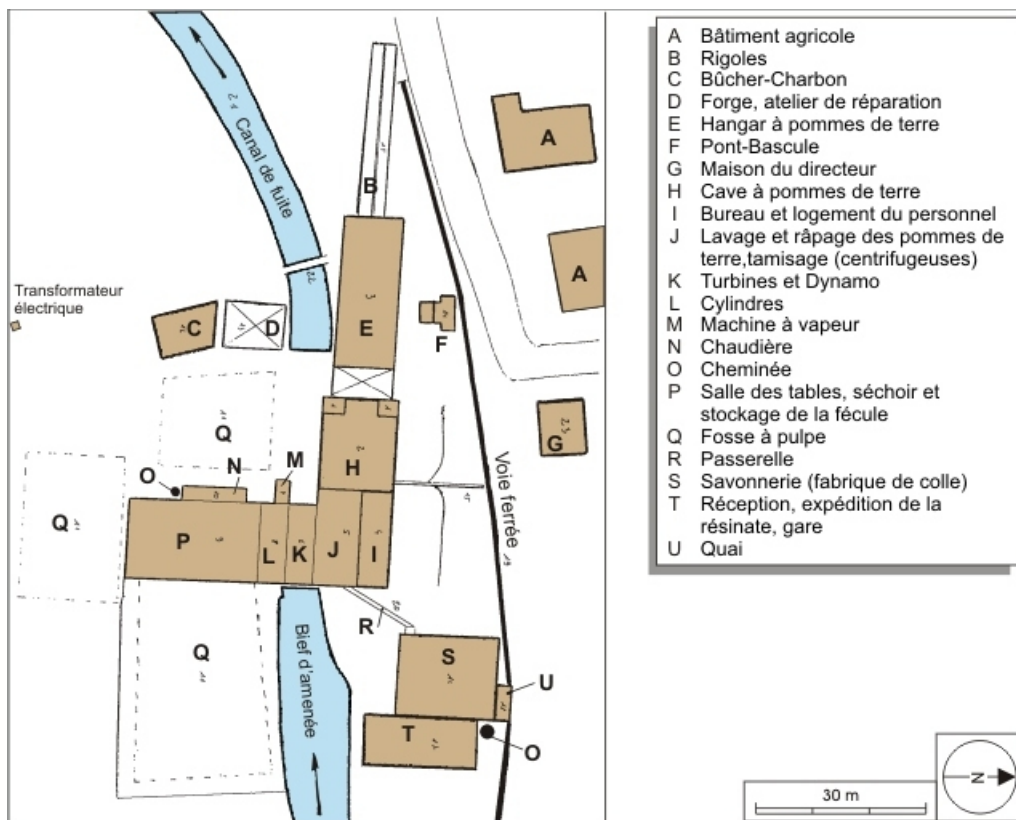 A Bâtiment agricole
B Rigoles
C Bûcher-Charbon
D Forge, atelier de réparation
E Hangar à pommes de terre
F Pont-Bascule
G Maison du directeur
H Cave à pommes de terre
I Bureau et logement du personnel
J Lavage et râpage des pommes de
terre,tamisage (centrifugeuses)
K Turbines et Dynamo
L Cylindres
M Machine à vapeur
N Chaudière
O Cheminée
P Salle des tables, séchoir et
stockage de la fécule
Q Fosse à pulpe
R Passerelle
S Savonnerie (fabrique de colle)
T Réception, expédition de la
résinate, gare
U Quai
Canal de fuite
A
B
A
Transformateur
électrique
C
D
E
F
G
Q
H
M
N
O
Voie ferrée
Q
P
L
K
J
I
R
Q
Bief d'amenée
S
U
T
O
30 m
N